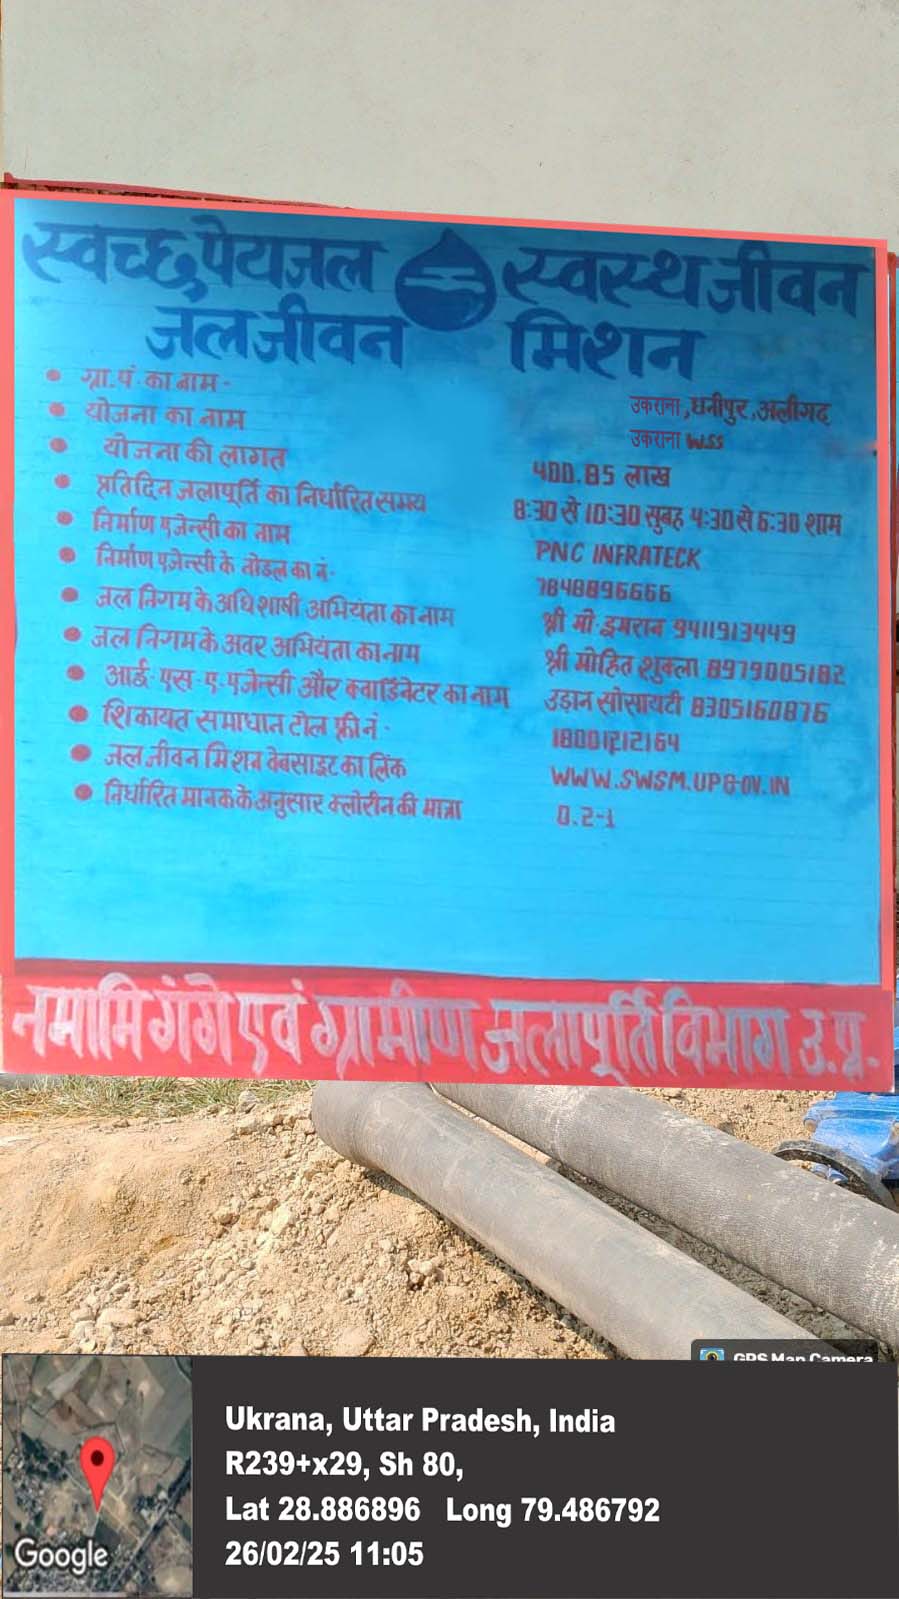 स्वच्छ पेयजल स्वस्थ जीवन
जल जीवन मिशन
• ग्रा.पं. का नाम - उकराना ,धनीपुर ,अलीगढ
• योजना का नाम उकराना W.SS
• योजना की लागत 400.85 लाख
• प्रतिदिन जलापूर्ति का निर्धारित समय 8:30 से 10:30 सुबह 4:30 से 6:30 शाम
• निर्माण एजेन्सी का नाम PNC INFRATECK
• निर्माण एजेन्सी के नोडल का नं- 7848896666
• जल निगम के अधिशाषी अभियंता का नाम श्री मो. इमरान 9411913449
• जल निगम के अवर अभियंता का नाम श्री मोहित शुक्ला 8979005182
• आई-एस-ए-एजेन्सी और क्वार्डिनेटर का नाम उड़ान सोसायटी 8305160876
• शिकायत समाधान टोल फ्री नं- 18001212164
• जल जीवन मिशन वेबसाइट का लिंक WWW.SWSM.UPGOV.IN
• निर्धारित मानक के अनुसार क्लोरीन की मात्रा 0.2-1
नमामि गंगे एवं ग्रामीण जलापूर्ति विभाग उ.प्र.
GPS Map Camera
Ukrana, Uttar Pradesh, India
R239+x29, Sh 80,
Lat 28.886896 Long 79.486792
26/02/25 11:05
Google